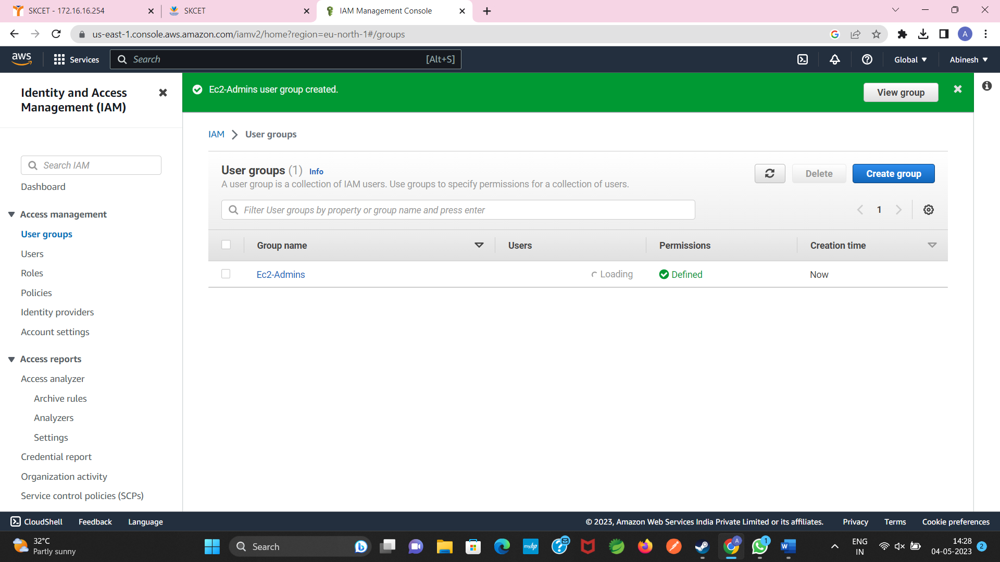 SKCET - 172.16.16.254
SKCET
IAM Management Console
us-east-1.console.aws.amazon.com/iamv2/home?region=eu-north-1#/groups
A
aws
Services
Search
[Alt+S]
Global
Abinesh
Identity and Access
Management (IAM)
Search IAM
Dashboard
Access management
User groups
Users
Roles
Policies
Identity providers
Account settings
Access reports
Access analyzer
Archive rules
Analyzers
Settings
Credential report
Organization activity
Service control policies (SCPs)
Ec2-Admins user group created.
View group
IAM
User groups
User groups (1) Info
A user group is a collection of IAM users. Use groups to specify permissions for a collection of users.
Delete
Create group
Filter User groups by property or group name and press enter
1
Group name
Users
Permissions
Creation time
Ec2-Admins
Loading
Defined
Now
CloudShell
Feedback
Language
© 2023, Amazon Web Services India Private Limited or its affiliates.
Privacy
Terms
Cookie preferences
32°C
Partly sunny
Search
myhp
A
1
W
ENG
IN
14:28
04-05-2023
2